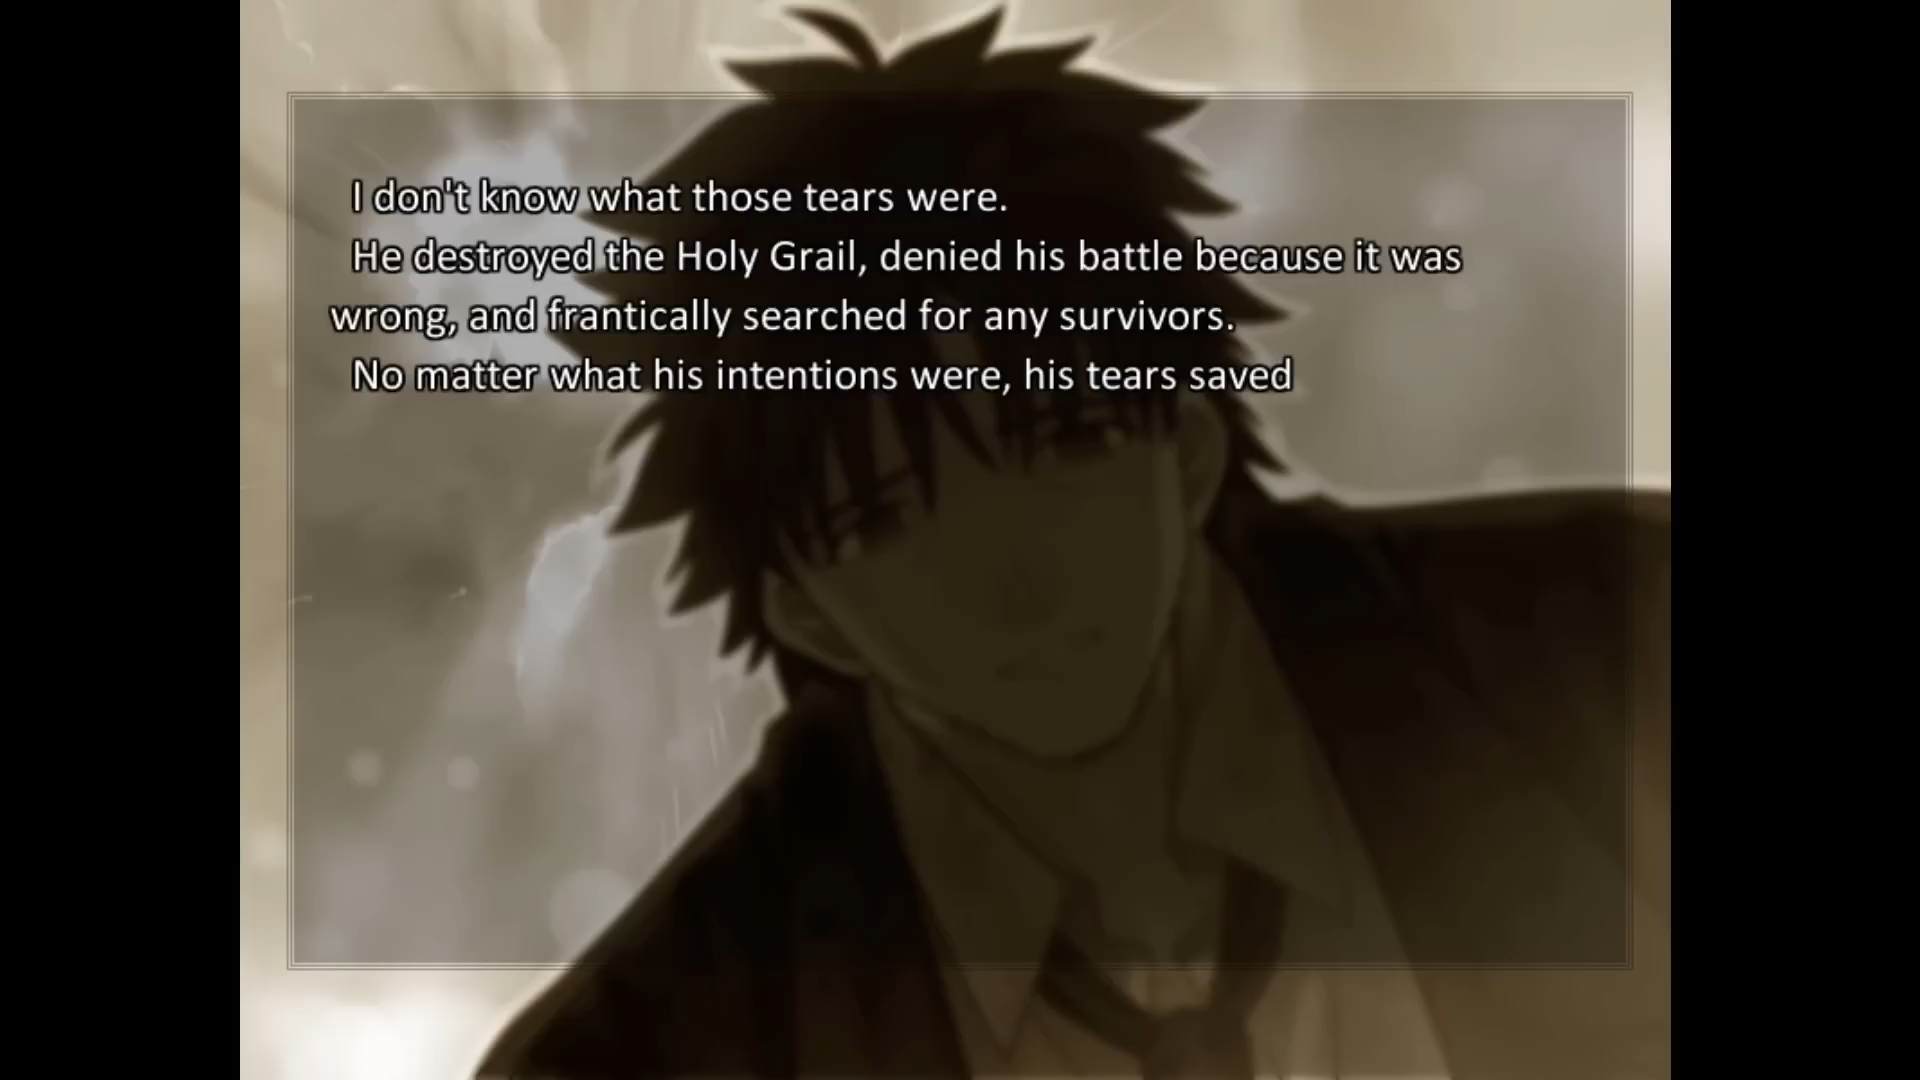 I don't know what those tears were.
He destroyed the Holy Grail, denied his battle because it was
wrong, and frantically searched for any survivors.
No matter what his intentions were, his tears saved